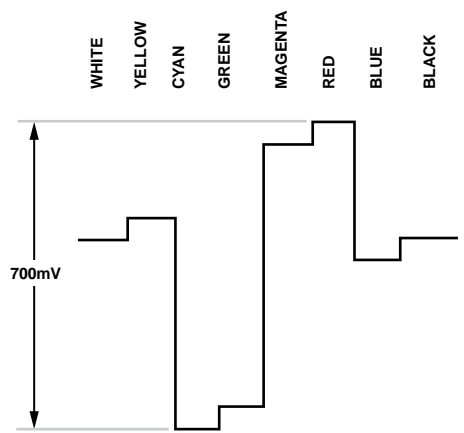 WHITE
YELLOW
CYAN
GREEN
MAGENTA
RED
BLUE
BLACK
700mV